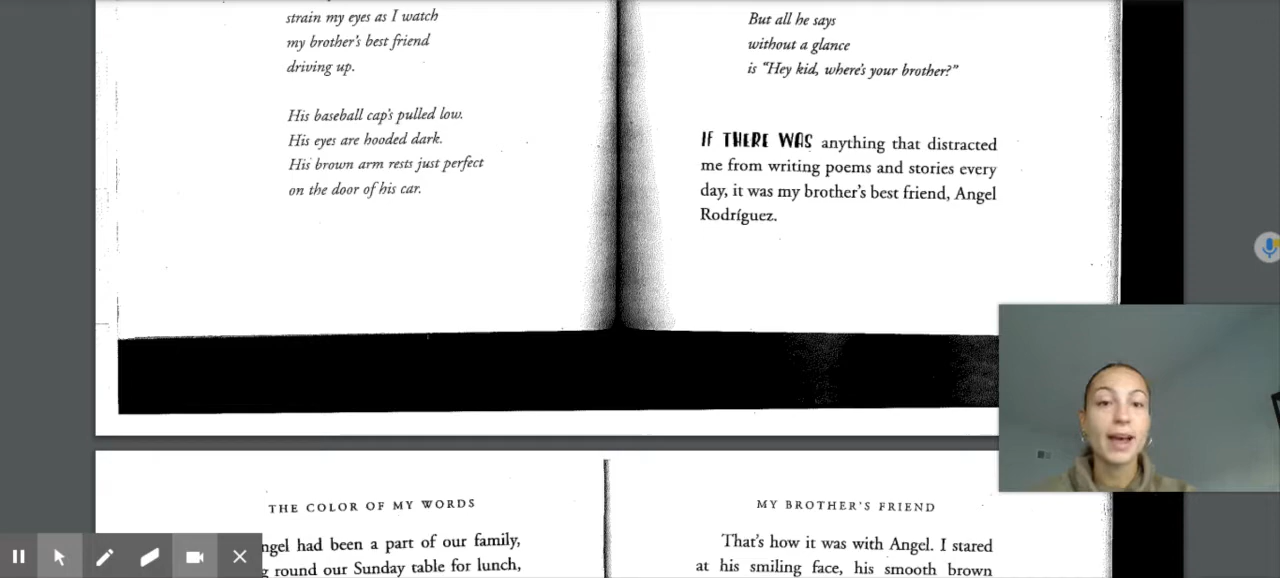 strain my eyes as I watch
my brother's best friend
driving up.
His baseball cap's pulled low.
His eyes are hooded dark.
His brown arm rests just perfect
on the door of his car.
But all he says
without a glance
is “Hey kid, where's your brother?”
IF THERE WAS anything that distracted
me from writing poems and stories every
day, it was my brother's best friend, Angel
Rodríguez.
THE COLOR OF MY WORDS
ngel had been a part of our family,
round our Sunday table for lunch,
MY BROTHER'S FRIEND
That's how it was with Angel. I stared
at his smiling face, his smooth brown